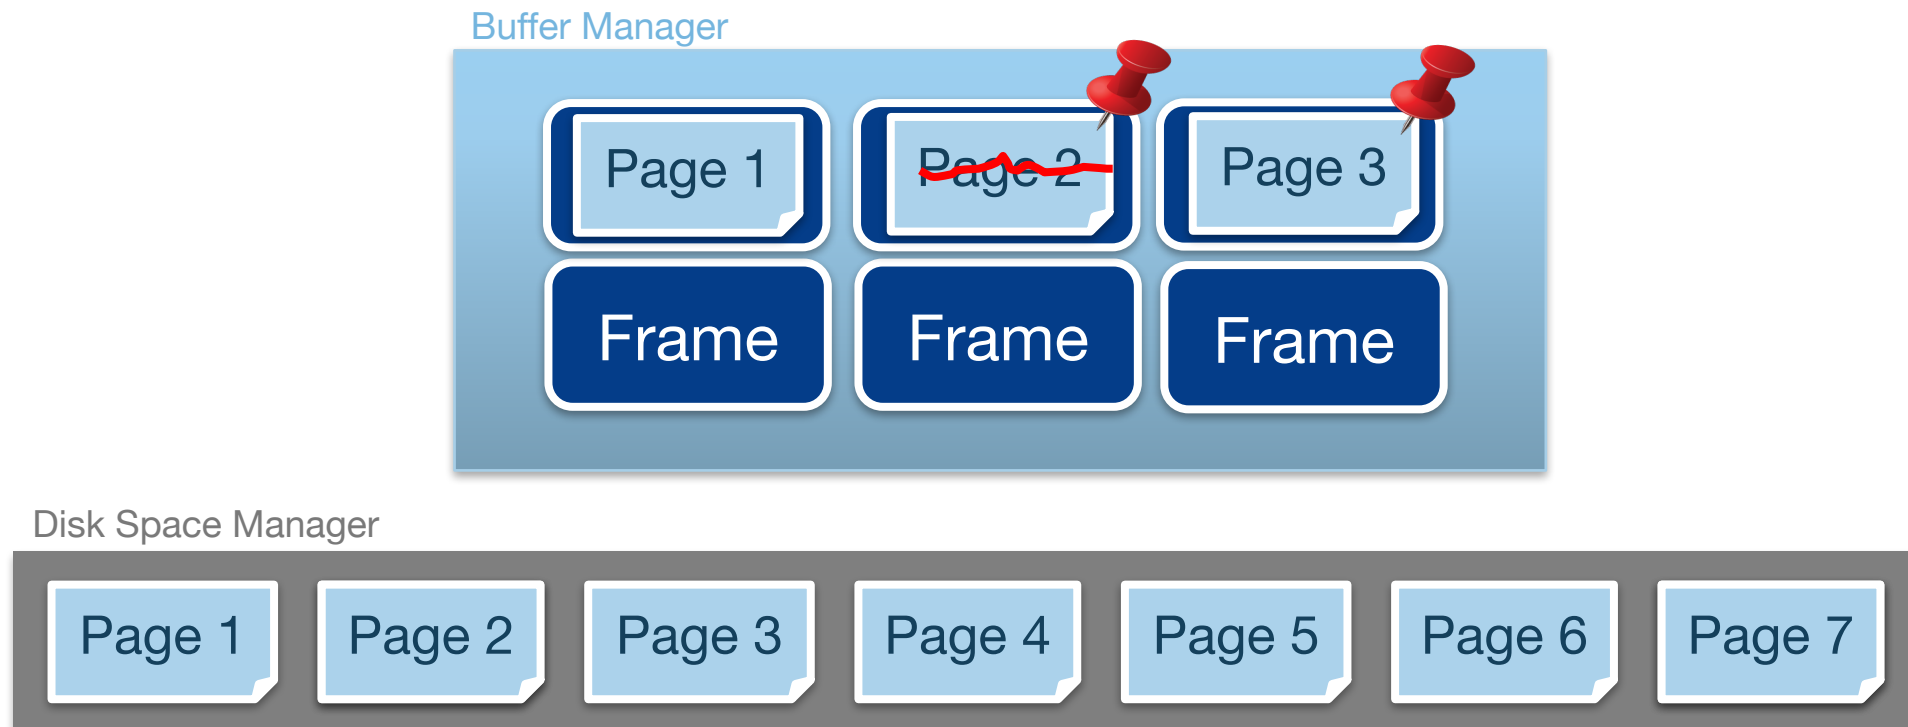 Buffer Manager
Page 1
Page 2
Page 3
Frame
Frame
Frame
Disk Space Manager
Page 1
Page 2
Page 3
Page 4
Page 5
Page 6
Page 7